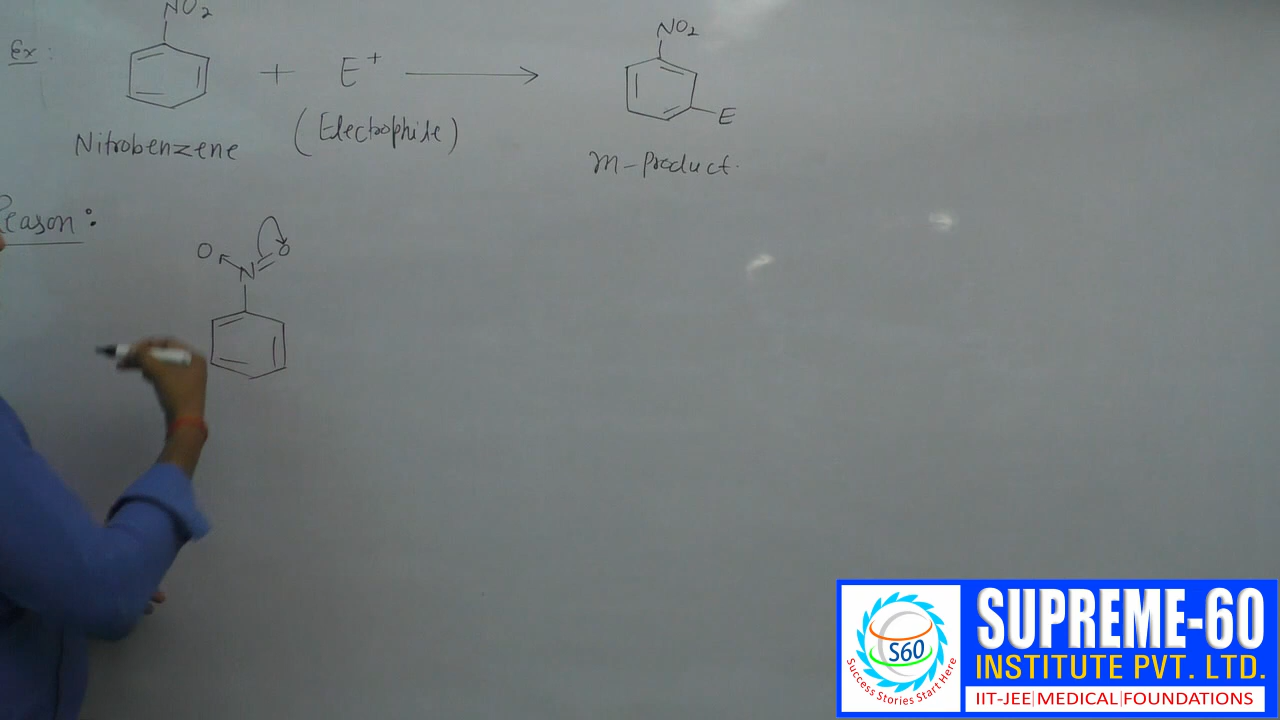 NO2
Ex:
+ E+
NO2
E
(Electrophile)
Nitrobenzene
m-product.
Reason:
O N O
S60
Success Stories Start Here
SUPREME-60
INSTITUTE PVT. LTD.
IIT-JEE|MEDICAL|FOUNDATIONS